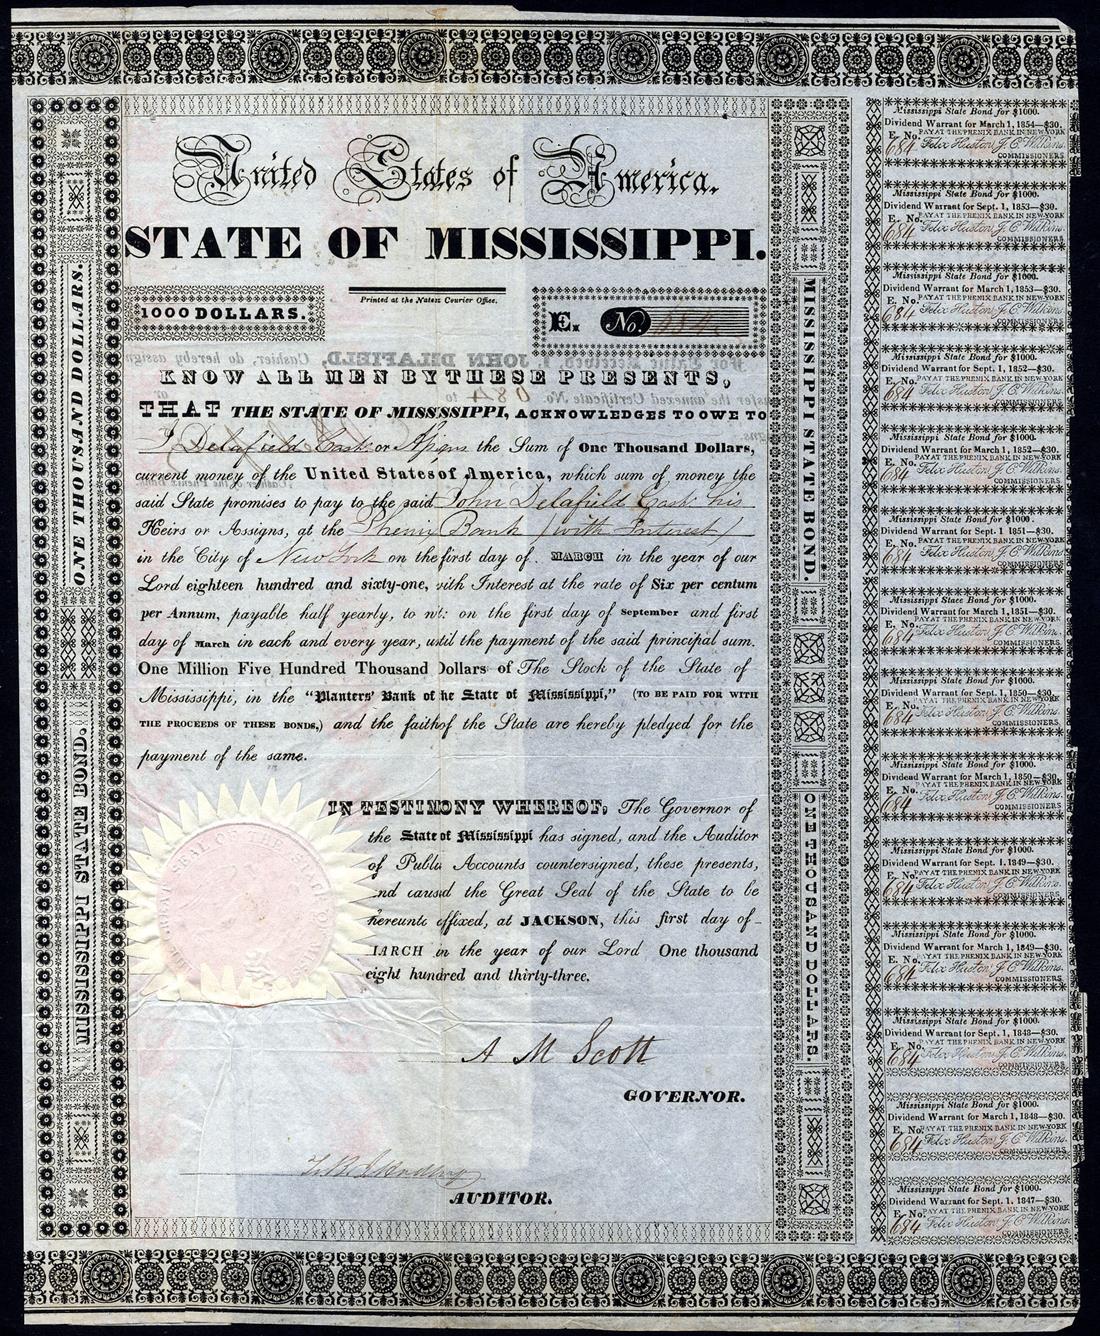 United States of America.
STATE OF MISSISSIPPI.
Printed at the Natchez Courier Office.
1000 DOLLARS.
E. No. 684
KNOW ALL MEN BY THESE PRESENTS,
THAT THE STATE OF MISSISSIPPI, ACKNOWLEDGES TO OWE TO
J Delafield Cash. or Assigns the Sum of One Thousand Dollars,
current money of the United States of America, which sum of money the
said State promises to pay to the said John Delafield Cash. his
Heirs or Assigns, at the Phenix Bank (with Interest)
in the City of New York on the first day of MARCH in the year of our
Lord eighteen hundred and sixty-one, with Interest at the rate of Six per centum
per Annum, payable half yearly, to wit: on the first day of September and first
day of March in each and every year, until the payment of the said principal sum.
One Million Five Hundred Thousand Dollars of The Stock of the State of
Mississippi, in the "Planters' Bank of the State of Mississippi," (TO BE PAID FOR WITH
THE PROCEEDS OF THESE BONDS,) and the faith of the State are hereby pledged for the
payment of the same.
IN TESTIMONY WHEREOF, The Governor of
the State of Mississippi has signed, and the Auditor
of Public Accounts countersigned, these presents,
and caused the Great Seal of the State to be
hereunto affixed, at JACKSON, this first day of
MARCH in the year of our Lord One thousand
eight hundred and thirty-three.
A M Scott
GOVERNOR.
AUDITOR.
ONE THOUSAND DOLLARS.
MISSISSIPPI STATE BOND.
MISSISSIPPI STATE BOND.
ONE THOUSAND DOLLARS.
Mississippi State Bond for $1000.
Dividend Warrant for March 1, 1854—$30.
E. No. PAY AT THE PHENIX BANK IN NEW YORK
684 Felix Huston J. C. Wilkins.
COMMISSIONERS
Mississippi State Bond for $1000.
Dividend Warrant for Sept. 1, 1853—$30.
E. No. PAY AT THE PHENIX BANK IN NEW-YORK
684 Felix Huston J. C. Wilkins.
COMMISSIONERS
Mississippi State Bond for $1000.
Dividend Warrant for March 1, 1853—$30.
E. No. PAY AT THE PHENIX BANK IN NEW YORK
684 Felix Huston J. C. Wilkins.
COMMISSIONERS
Mississippi State Bond for $1000.
Dividend Warrant for Sept. 1, 1852—$30.
E. No. PAY AT THE PHENIX BANK IN NEW YORK
684 Felix Huston J. C. Wilkins.
COMMISSIONERS
Mississippi State Bond for $1000.
Dividend Warrant for March 1, 1852—$30.
E. No. PAY AT THE PHENIX BANK IN NEW YORK
684 Felix Huston J. C. Wilkins.
COMMISSIONERS
Mississippi State Bond for $1000.
Dividend Warrant for Sept. 1 1851—$30.
E. No. PAY AT THE PHENIX BANK IN NEW YORK
684 Felix Huston J. C. Wilkins.
COMMISSIONERS
Mississippi State Bond for $1000.
Dividend Warrant for March 1, 1851—$30.
E. No. PAY AT THE PHENIX BANK IN NEW YORK
684 Felix Huston J. C. Wilkins.
COMMISSIONERS
Mississippi State Bond for $1000.
Dividend Warrant for Sept. 1, 1850—$30.
E. No. PAY AT THE PHENIX BANK IN NEW YORK
684 Felix Huston J. C. Wilkins.
COMMISSIONERS
Mississippi State Bond for $1000.
Dividend Warrant for March 1, 1850—$30.
E. No. PAY AT THE PHENIX BANK IN NEW YORK
684 Felix Huston J. C. Wilkins.
COMMISSIONERS
Mississippi State Bond for $1000.
Dividend Warrant for Sept. 1, 1849—$30.
E. No. PAY AT THE PHENIX BANK IN NEW YORK
684 Felix Huston J. C. Wilkins.
COMMISSIONERS
Mississippi State Bond for $1000.
Dividend Warrant for March 1, 1849—$30.
E. No. PAY AT THE PHENIX BANK IN NEW YORK
684 Felix Huston J. C. Wilkins.
COMMISSIONERS
Mississippi State Bond for $1000.
Dividend Warrant for Sept. 1, 1848—$30.
E. No. PAY AT THE PHENIX BANK IN NEW-YORK
684 Felix Huston J. C. Wilkins.
COMMISSIONERS
Mississippi State Bond for $1000.
Dividend Warrant for March 1, 1848—$30.
E. No. PAY AT THE PHENIX BANK IN NEW-YORK
684 Felix Huston J. C. Wilkins.
COMMISSIONERS
Mississippi State Bond for $1000.
Dividend Warrant for Sept. 1, 1847—$30.
E. No. PAY AT THE PHENIX BANK IN NEW YORK
684 Felix Huston J. C. Wilkins.
COMMISSIONERS